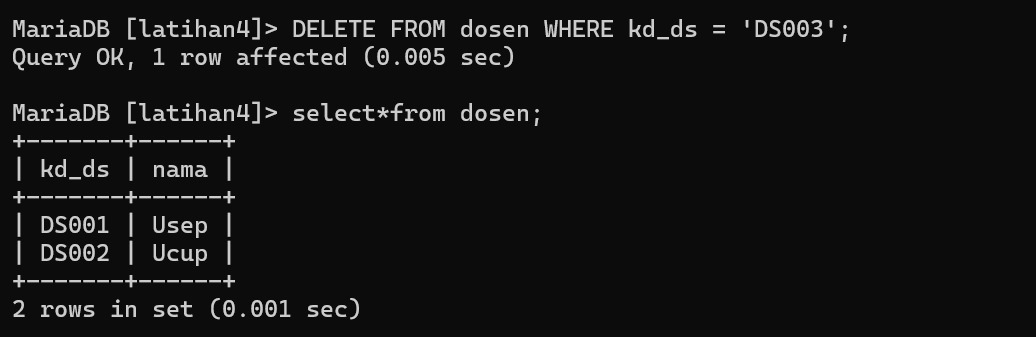 MariaDB [latihan4]> DELETE FROM dosen WHERE kd_ds = 'DS003';
Query OK, 1 row affected (0.005 sec)
MariaDB [latihan4]> select*from dosen;
+-------+------+
| kd_ds | nama |
+-------+------+
| DS001 | Usep |
| DS002 | Ucup |
+-------+------+
2 rows in set (0.001 sec)